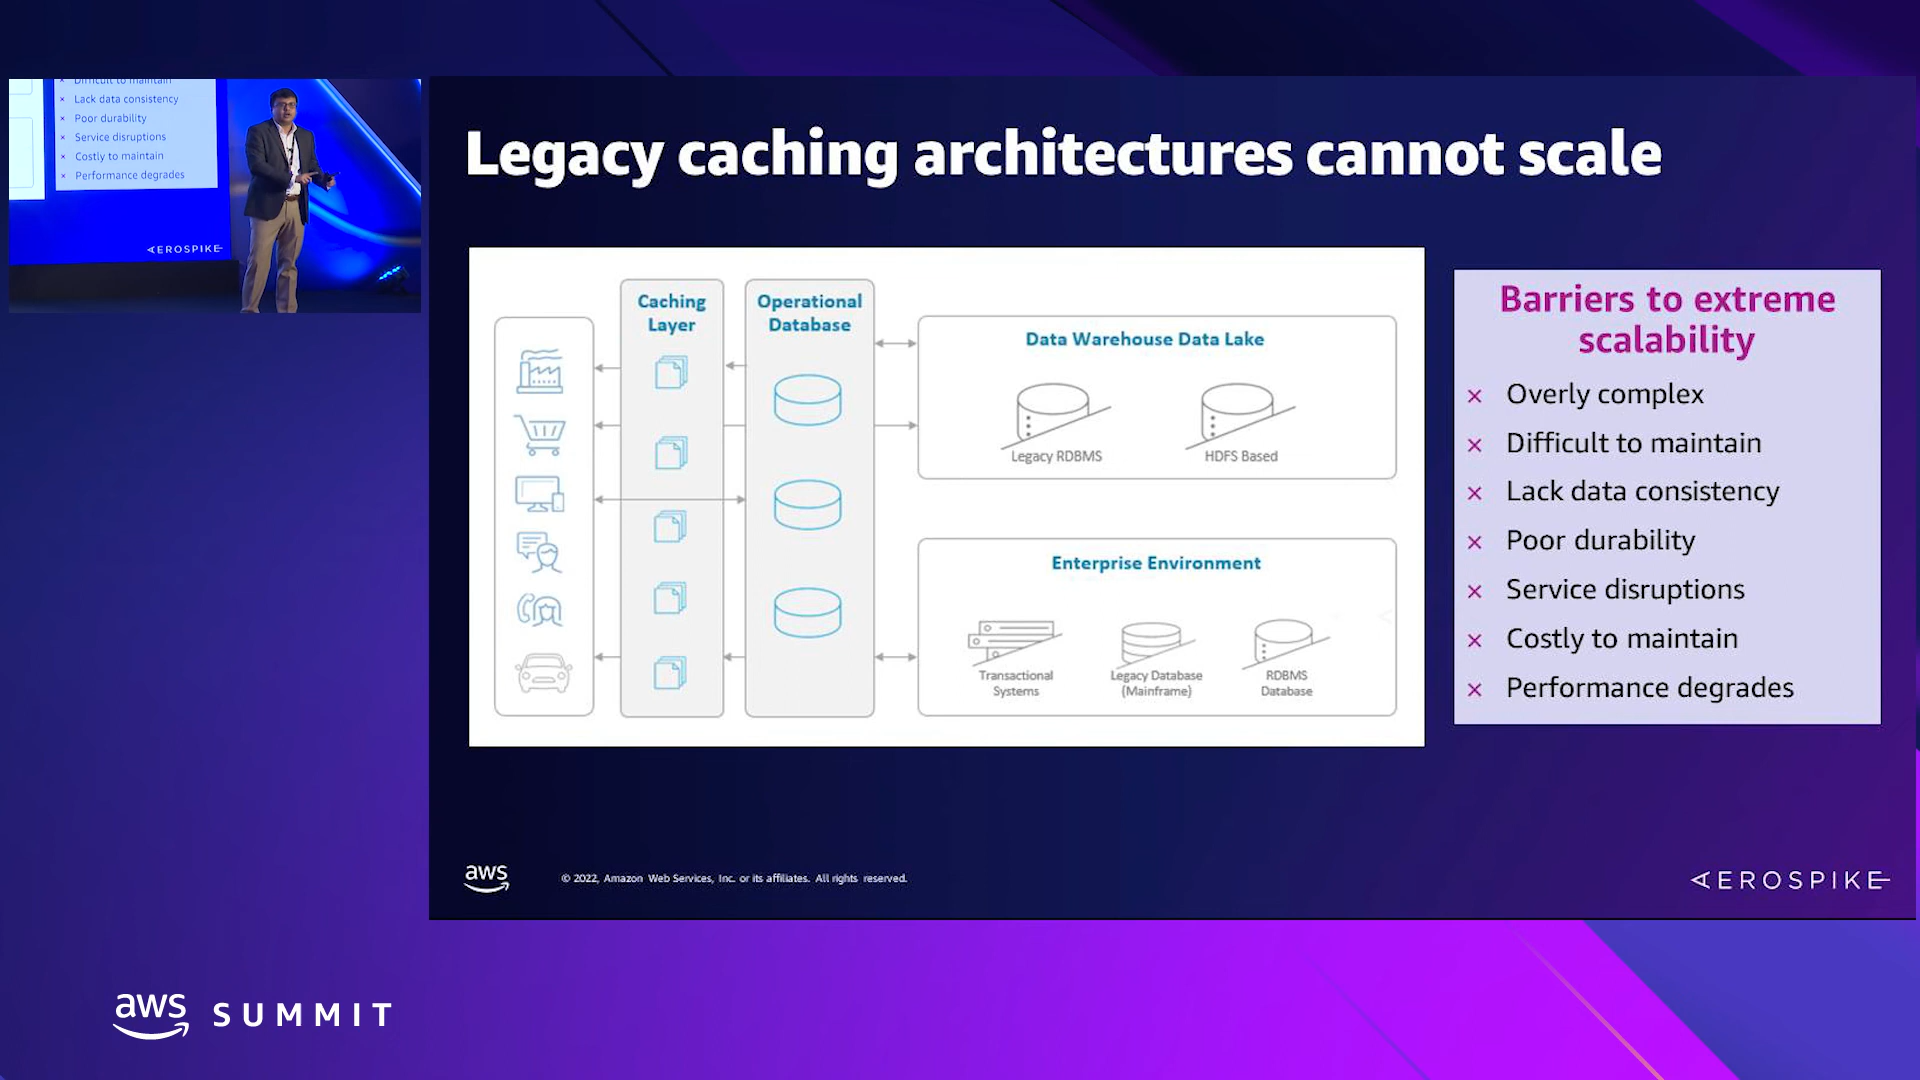 Difficult to maintain
× Lack data consistency
× Poor durability
× Service disruptions
× Costly to maintain
× Performance degrades
AEROSPIKE
Legacy caching architectures cannot scale
Caching
Layer
Operational
Database
Data Warehouse Data Lake
Legacy RDBMS
HDFS Based
Enterprise Environment
Transactional
Systems
Legacy Database
(Mainframe)
RDBMS
Database
Barriers to extreme
scalability
× Overly complex
× Difficult to maintain
× Lack data consistency
× Poor durability
× Service disruptions
× Costly to maintain
× Performance degrades
aws
© 2022, Amazon Web Services, Inc. or its affiliates. All rights reserved.
AEROSPIKE
aws SUMMIT